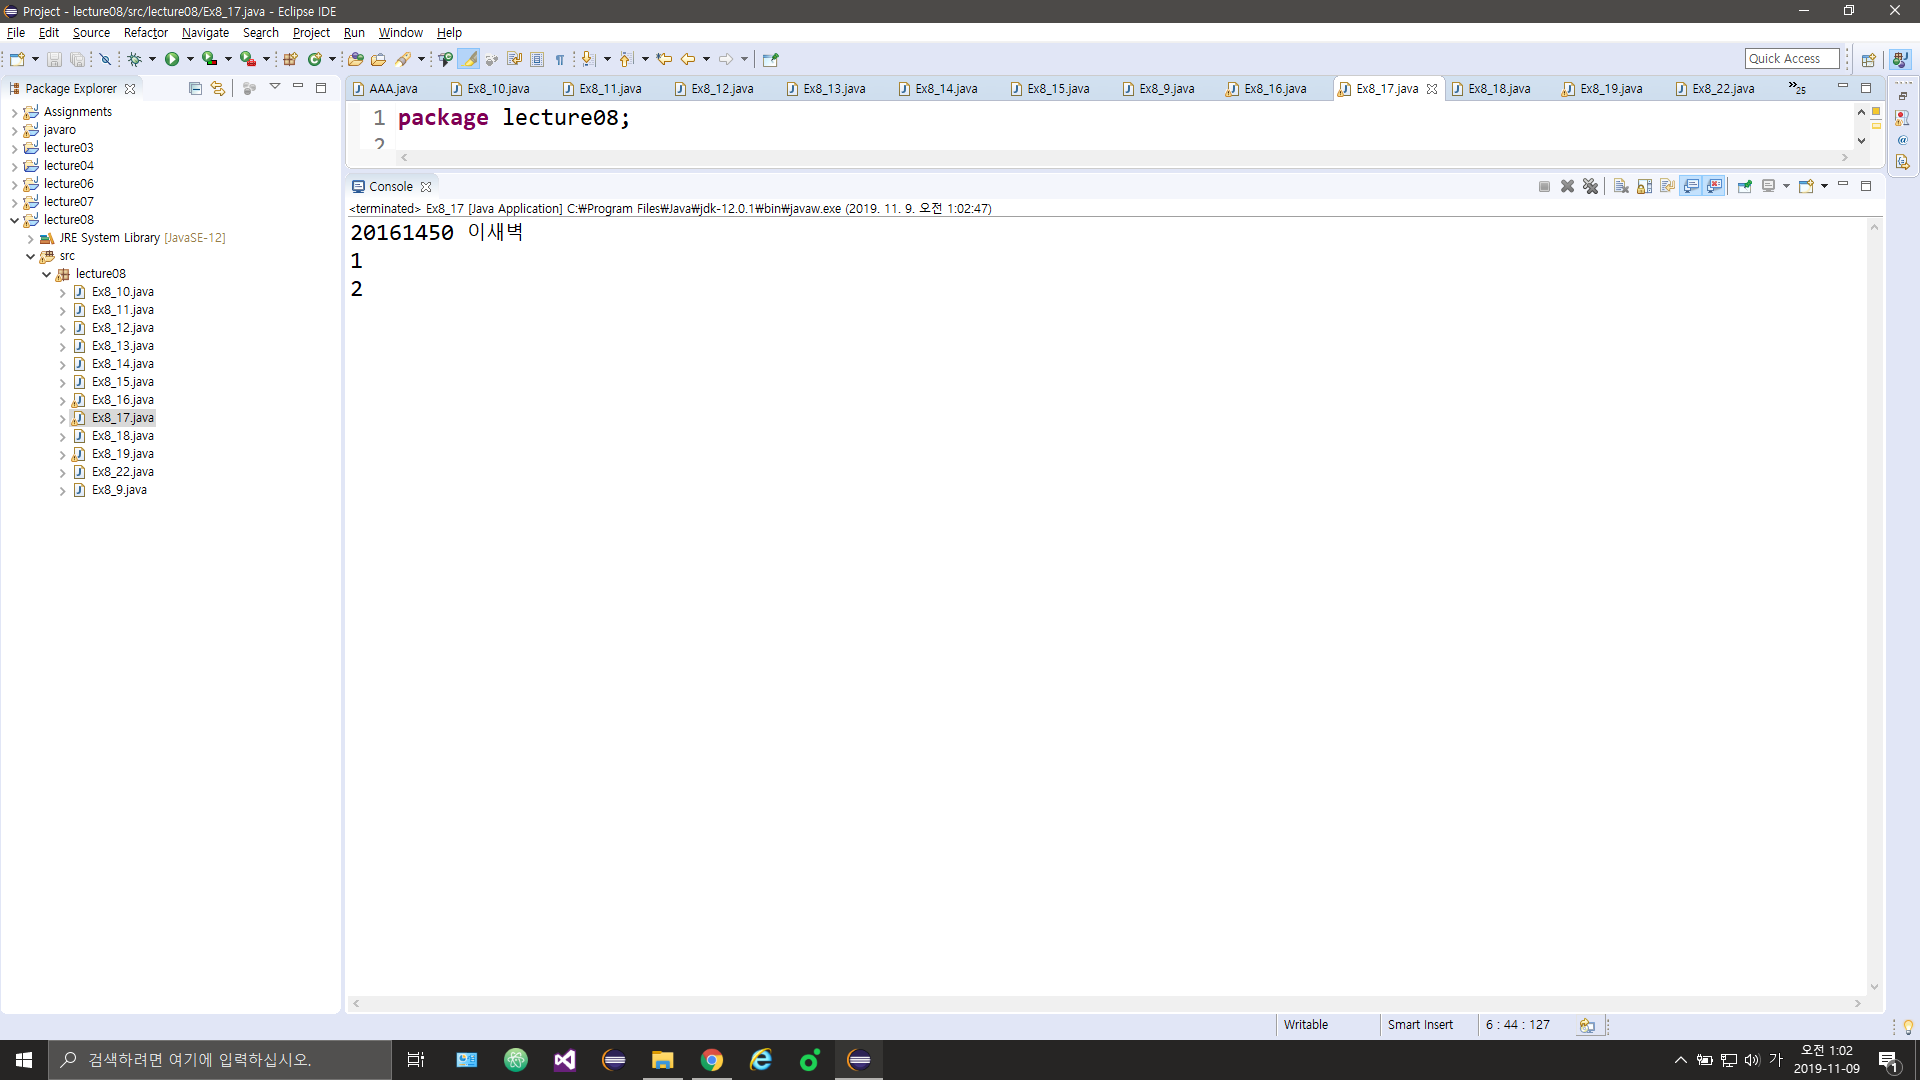 Project - lecture08/src/lecture08/Ex8_17.java - Eclipse IDE
File Edit Source Refactor Navigate Search Project Run Window Help
Quick Access
Package Explorer
AAA.java Ex8_10.java Ex8_11.java Ex8_12.java Ex8_13.java Ex8_14.java Ex8_15.java Ex8_9.java Ex8_16.java Ex8_17.java Ex8_18.java Ex8_19.java Ex8_22.java »25
Assignments
javaro
lecture03
lecture04
lecture06
lecture07
lecture08
JRE System Library [JavaSE-12]
src
lecture08
Ex8_10.java
Ex8_11.java
Ex8_12.java
Ex8_13.java
Ex8_14.java
Ex8_15.java
Ex8_16.java
Ex8_17.java
Ex8_18.java
Ex8_19.java
Ex8_22.java
Ex8_9.java
1 package lecture08;
2
Console
<terminated> Ex8_17 [Java Application] C:₩Program Files₩Java₩jdk-12.0.1₩bin₩javaw.exe (2019. 11. 9. 오전 1:02:47)
20161450 이새벽
1
2
Writable Smart Insert 6 : 44 : 127
검색하려면 여기에 입력하십시오.
가
오전 1:02
2019-11-09
1